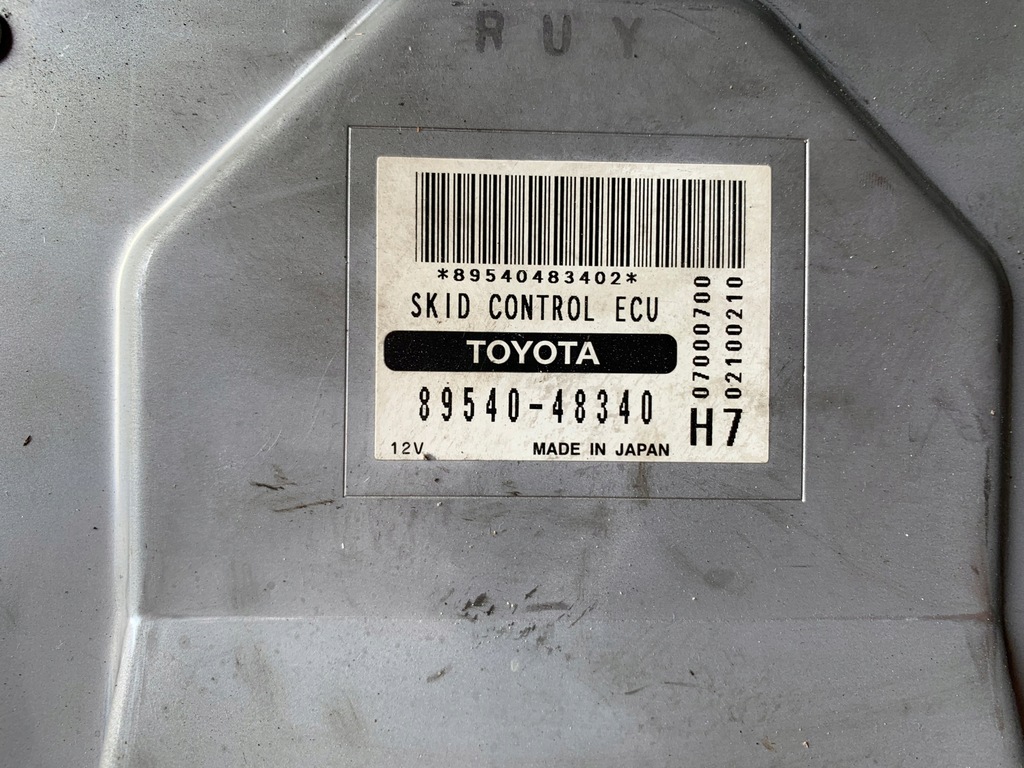 RUY
*89540483402*
SKID CONTROL ECU
TOYOTA
89540-48340
12V MADE IN JAPAN
07000700
02100210
H7